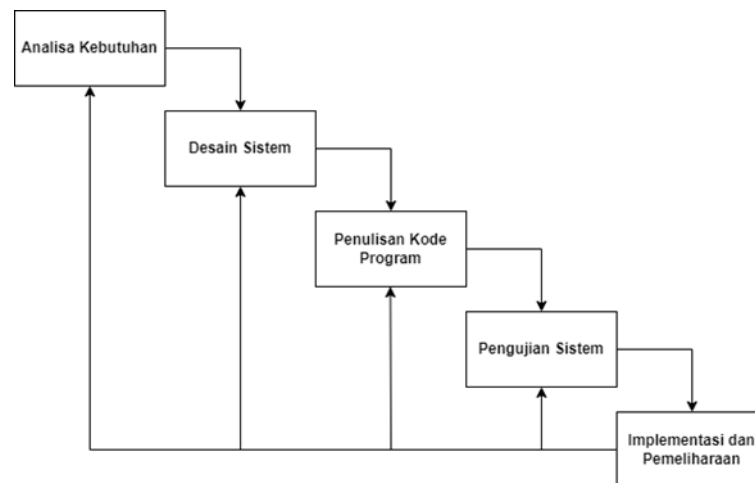 Analisa Kebutuhan
Desain Sistem
Penulisan Kode
Program
Pengujian Sistem
Implementasi dan
Pemeliharaan